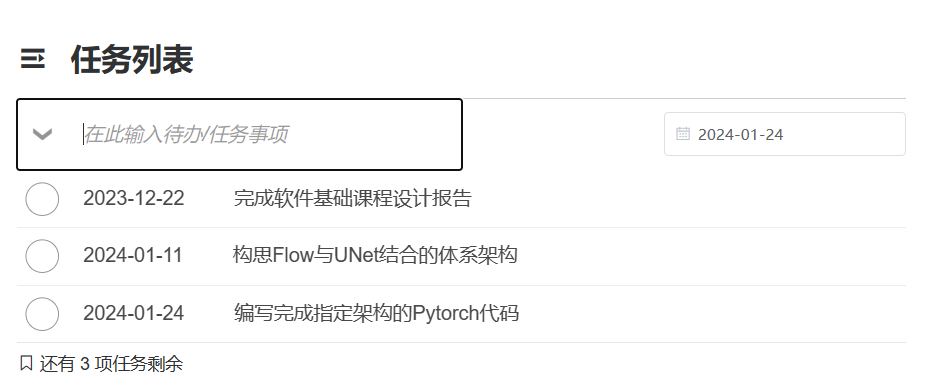 任务列表
在此输入待办/任务事项
2024-01-24
2023-12-22 完成软件基础课程设计报告
2024-01-11 构思Flow与UNet结合的体系架构
2024-01-24 编写完成指定架构的Pytorch代码
还有 3 项任务剩余